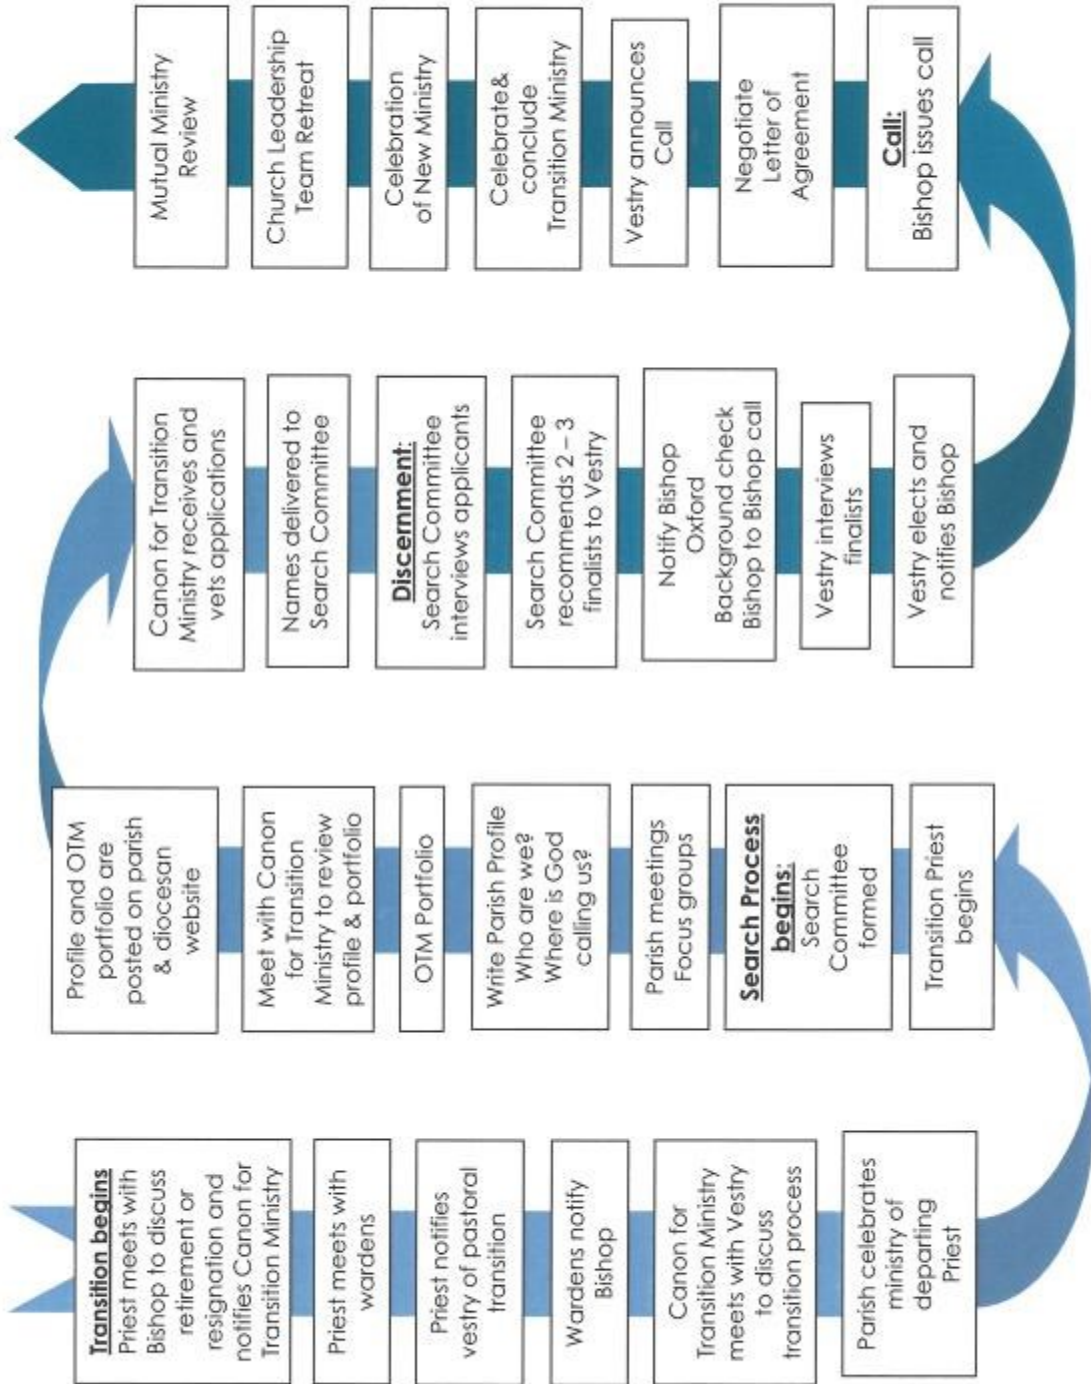 Transition begins
Priest meets with
Bishop to discuss
retirement or
resignation and
notifies Canon for
Transition Ministry
Priest meets with
wardens
Priest notifies
vestry of pastoral
transition
Wardens notify
Bishop
Canon for
Transition Ministry
meets with Vestry
to discuss
transition process
Parish celebrates
ministry of
departing
Priest
Transition Priest
begins
Search Process
begins:
Search
Committee
formed
Parish meetings
Focus groups
Write Parish Profile
Who are we?
Where is God
calling us?
OTM Portfolio
Meet with Canon
for Transition
Ministry to review
profile & portfolio
Profile and OTM
portfolio are
posted on parish
& diocesan
website
Canon for Transition
Ministry receives and
vets applications
Names delivered to
Search Committee
Discernment:
Search Committee
interviews applicants
Search Committee
recommends 2 – 3
finalists to Vestry
Notify Bishop
Oxford
Background check
Bishop to Bishop call
Vestry interviews
finalists
Vestry elects and
notifies Bishop
Call:
Bishop issues call
Negotiate
Letter of
Agreement
Vestry announces
Call
Celebrate&
conclude
Transition Ministry
Celebration
of New Ministry
Church Leadership
Team Retreat
Mutual Ministry
Review